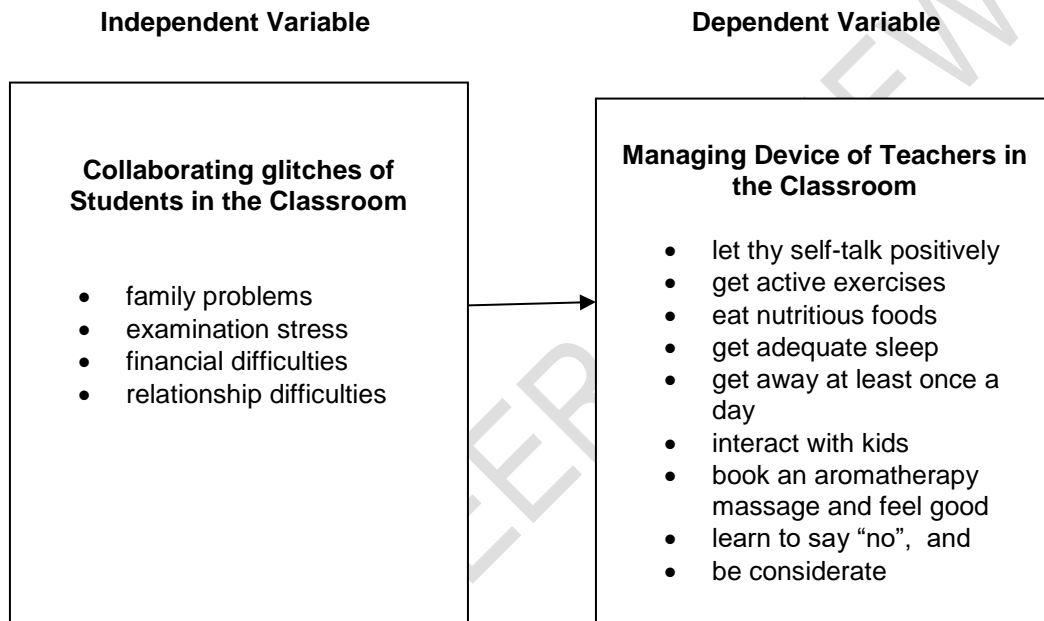 Independent Variable
Dependent Variable
Collaborating glitches of
Students in the Classroom
• family problems
• examination stress
• financial difficulties
• relationship difficulties
Managing Device of Teachers in
the Classroom
• let thy self-talk positively
• get active exercises
• eat nutritious foods
• get adequate sleep
• get away at least once a
day
• interact with kids
• book an aromatherapy
massage and feel good
• learn to say “no”,  and
• be considerate